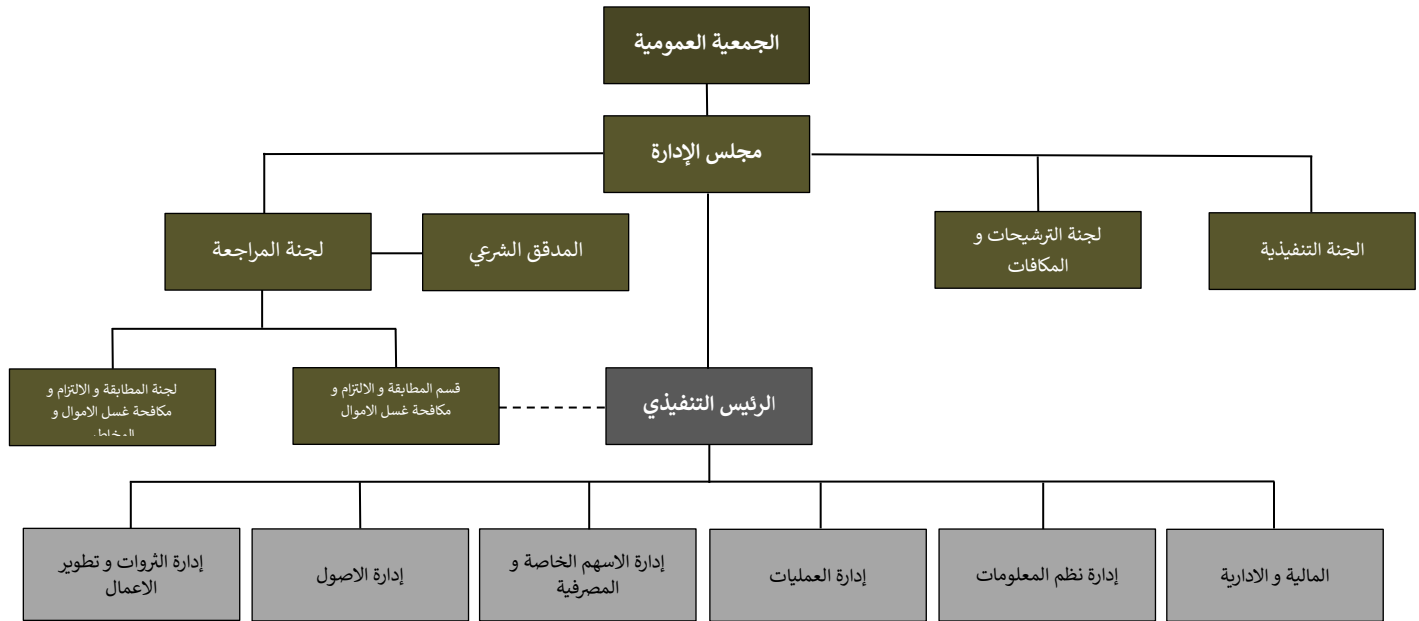 الجمعية العمومية
مجلس الإدارة
الجنة التنفيذية
لجنة الترشيحات و
المكافات
المدقق الشرعي
لجنة المراجعة
الرئيس التنفيذي
قسم المطابقة و الالتزام و
مكافحة غسل الاموال
لجنة المطابقة و الالتزام و
مكافحة غسل الاموال و
المالية و الادارية
إدارة نظم المعلومات
إدارة العمليات
إدارة الاسهم الخاصة و
المصرفية
إدارة الاصول
إدارة الثروات و تطوير
الاعمال